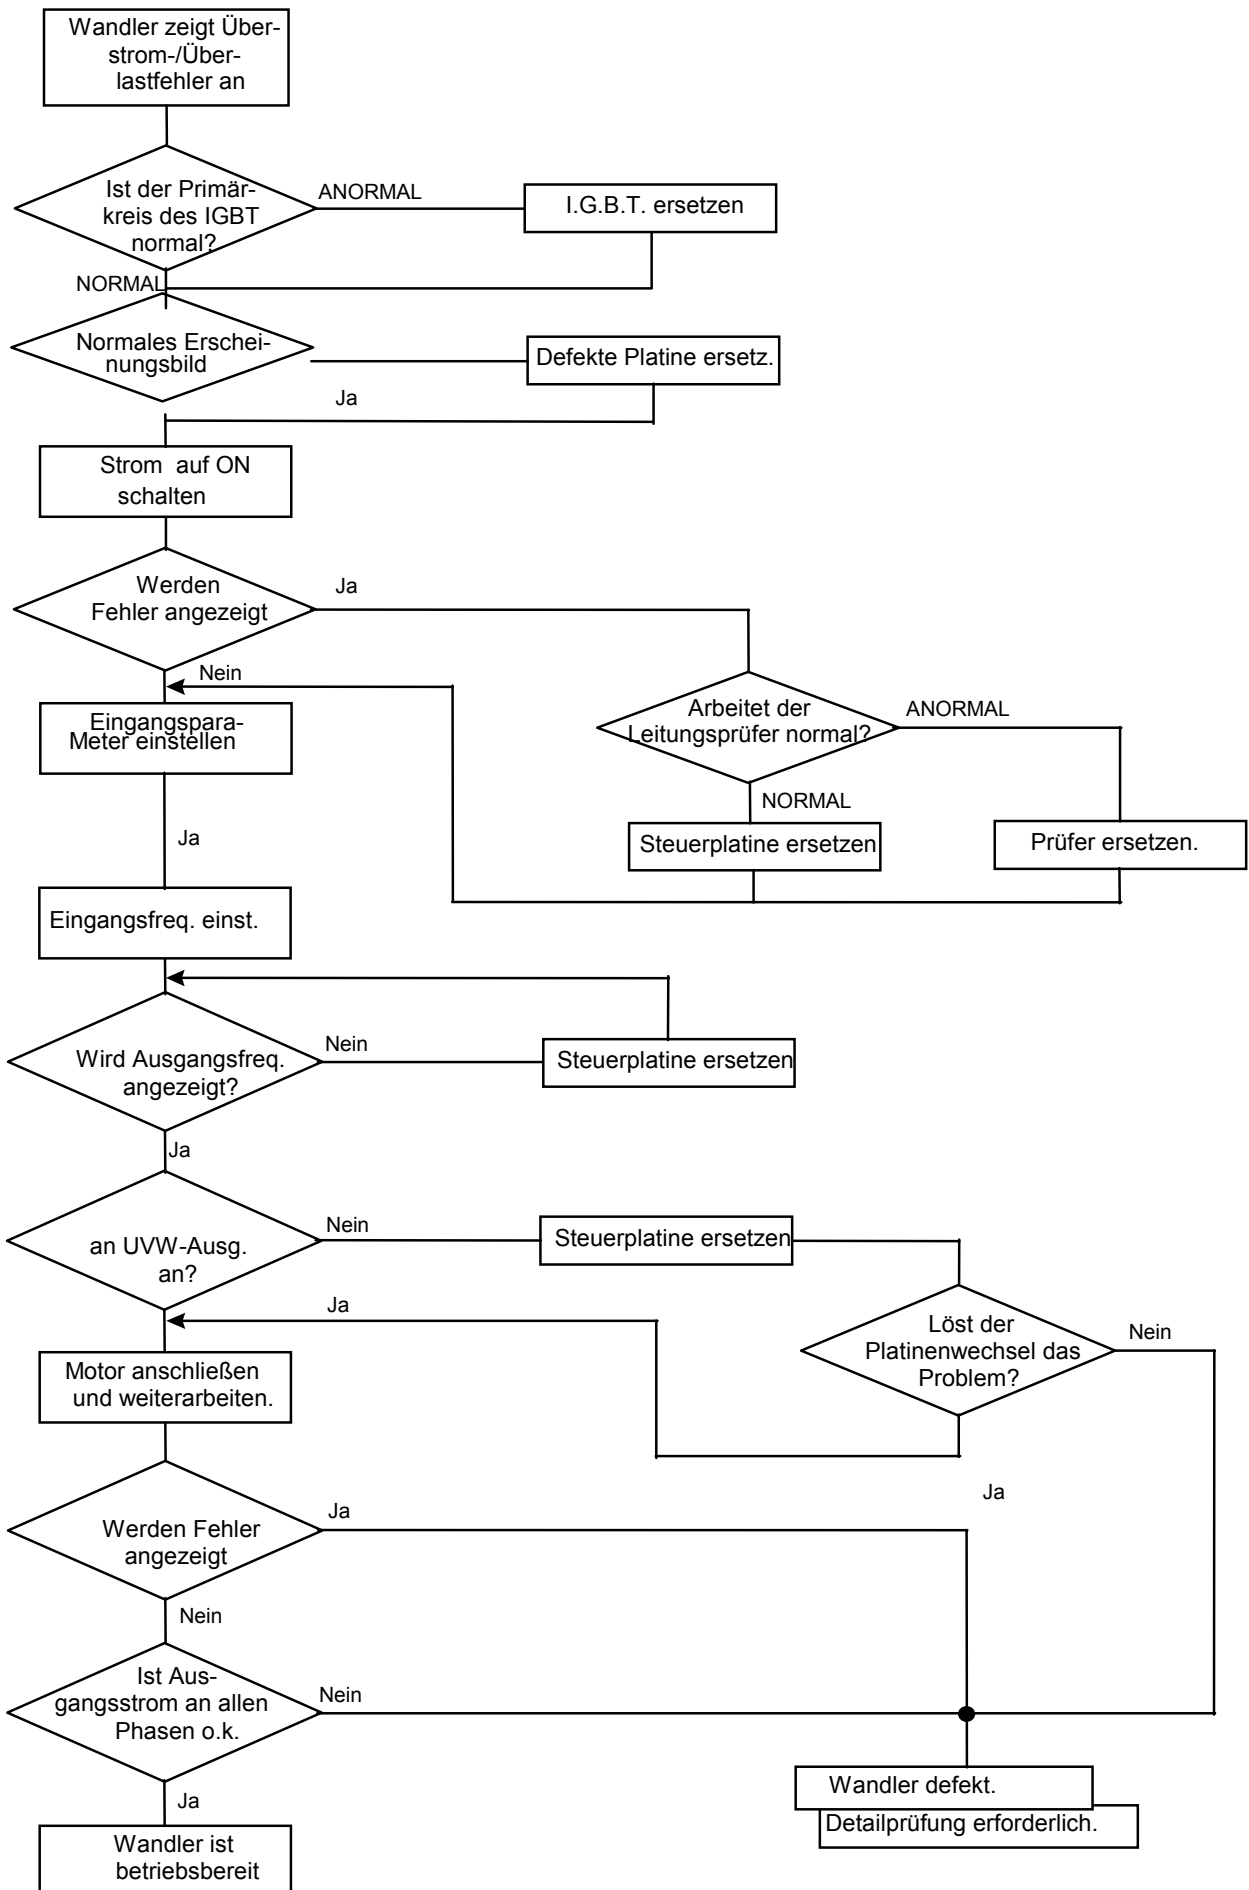 Wandler zeigt Über-
strom-/Über-
lastfehler an
Ist der Primär-
kreis des IGBT
normal?
ANORMAL
I.G.B.T. ersetzen
NORMAL
Normales Erschei-
nungsbild
Defekte Platine ersetz.
Ja
Strom auf ON
schalten
Werden
Fehler angezeigt
Ja
Nein
Eingangspara-
Meter einstellen
Arbeitet der
Leitungsprüfer normal?
ANORMAL
NORMAL
Steuerplatine ersetzen
Prüfer ersetzen.
Ja
Eingangsfreq. einst.
Wird Ausgangsfreq.
angezeigt?
Nein
Steuerplatine ersetzen
Ja
an UVW-Ausg.
an?
Nein
Steuerplatine ersetzen
Ja
Löst der
Platinenwechsel das
Problem?
Nein
Motor anschließen
und weiterarbeiten.
Ja
Werden Fehler
angezeigt
Ja
Nein
Ist Aus-
gangsstrom an allen
Phasen o.k.
Nein
Ja
Wandler defekt.
Detailprüfung erforderlich.
Wandler ist
betriebsbereit